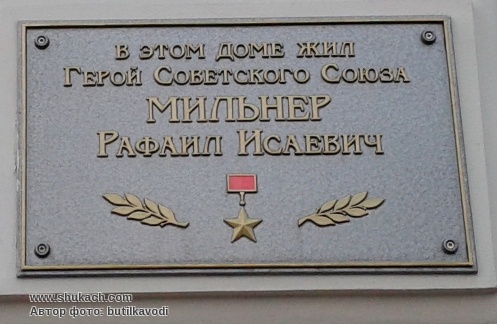 В ЭТОМ ДОМЕ ЖИЛ
ГЕРОЙ СОВЕТСКОГО СОЮЗА
МИЛЬНЕР
РАФАИЛ ИСАЕВИЧ
www.shukach.com
Автор фото: butilkavodi